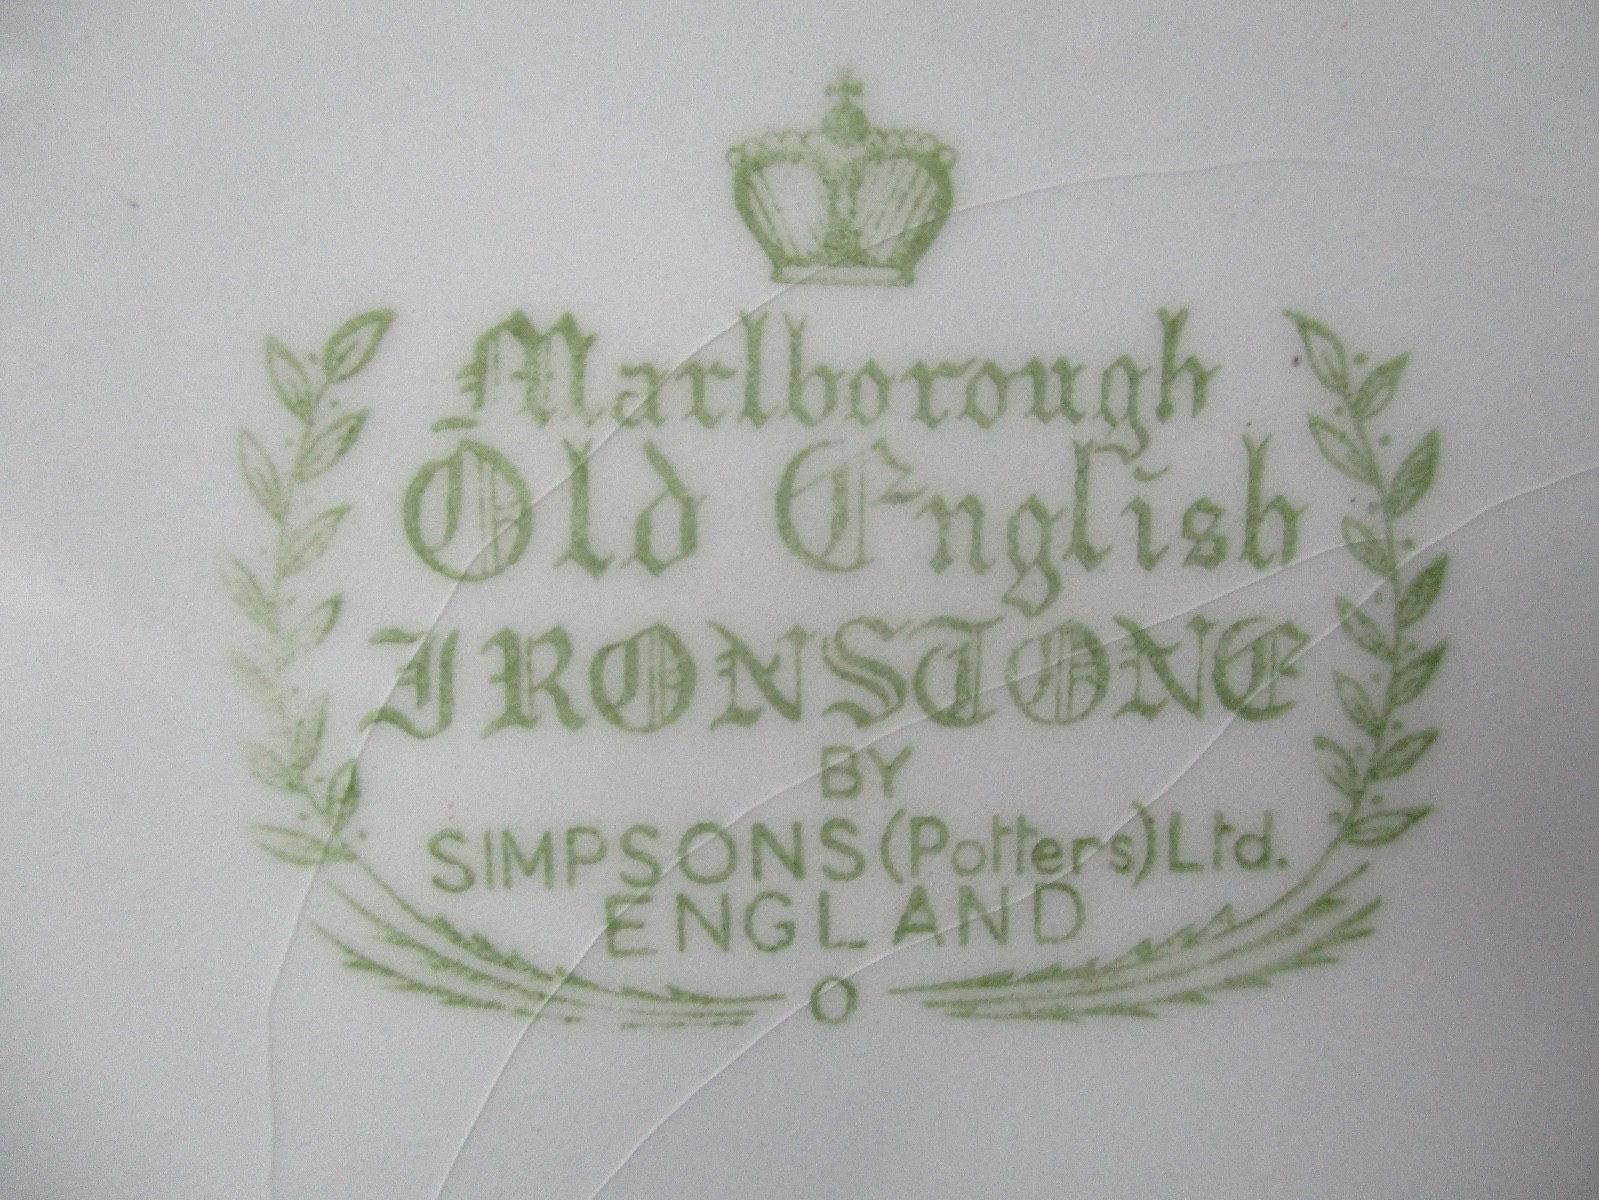 Marlborough
Old English
IRONSTONE
BY
SIMPSONS (Potters) Ltd.
ENGLAND
O